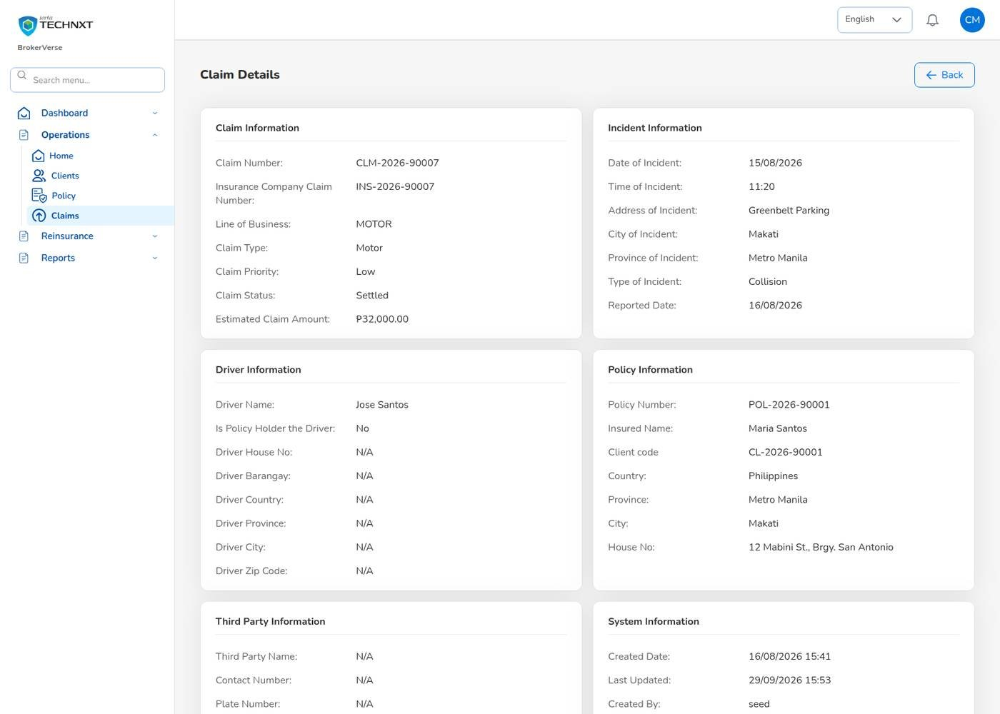 iorta
TECHNXT
BrokerVerse
Search menu...
Dashboard
Operations
Home
Clients
Policy
Claims
Reinsurance
Reports
English
CM
Claim Details
Back
Claim Information
Claim Number: CLM-2026-90007
Insurance Company Claim INS-2026-90007
Number:
Line of Business: MOTOR
Claim Type: Motor
Claim Priority: Low
Claim Status: Settled
Estimated Claim Amount: ₱32,000.00
Incident Information
Date of Incident: 15/08/2026
Time of Incident: 11:20
Address of Incident: Greenbelt Parking
City of Incident: Makati
Province of Incident: Metro Manila
Type of Incident: Collision
Reported Date: 16/08/2026
Driver Information
Driver Name: Jose Santos
Is Policy Holder the Driver: No
Driver House No: N/A
Driver Barangay: N/A
Driver Country: N/A
Driver Province: N/A
Driver City: N/A
Driver Zip Code: N/A
Policy Information
Policy Number: POL-2026-90001
Insured Name: Maria Santos
Client code CL-2026-90001
Country: Philippines
Province: Metro Manila
City: Makati
House No: 12 Mabini St., Brgy. San Antonio
Third Party Information
Third Party Name: N/A
Contact Number: N/A
Plate Number: N/A
System Information
Created Date: 16/08/2026 15:41
Last Updated: 29/09/2026 15:53
Created By: seed